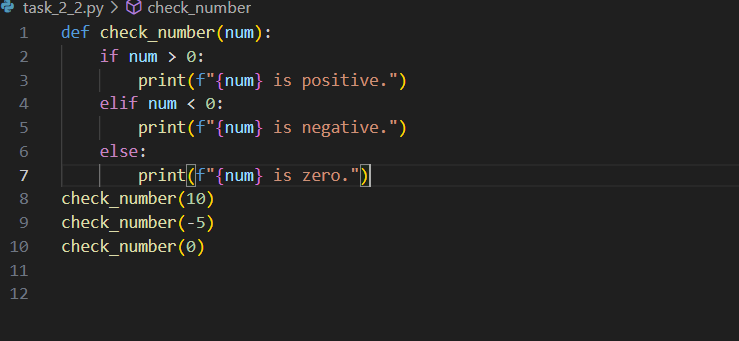 task_2_2.py > check_number
1 def check_number(num):
2     if num > 0:
3         print(f"{num} is positive.")
4     elif num < 0:
5         print(f"{num} is negative.")
6     else:
7         print(f"{num} is zero.")
8 check_number(10)
9 check_number(-5)
10 check_number(0)
11
12